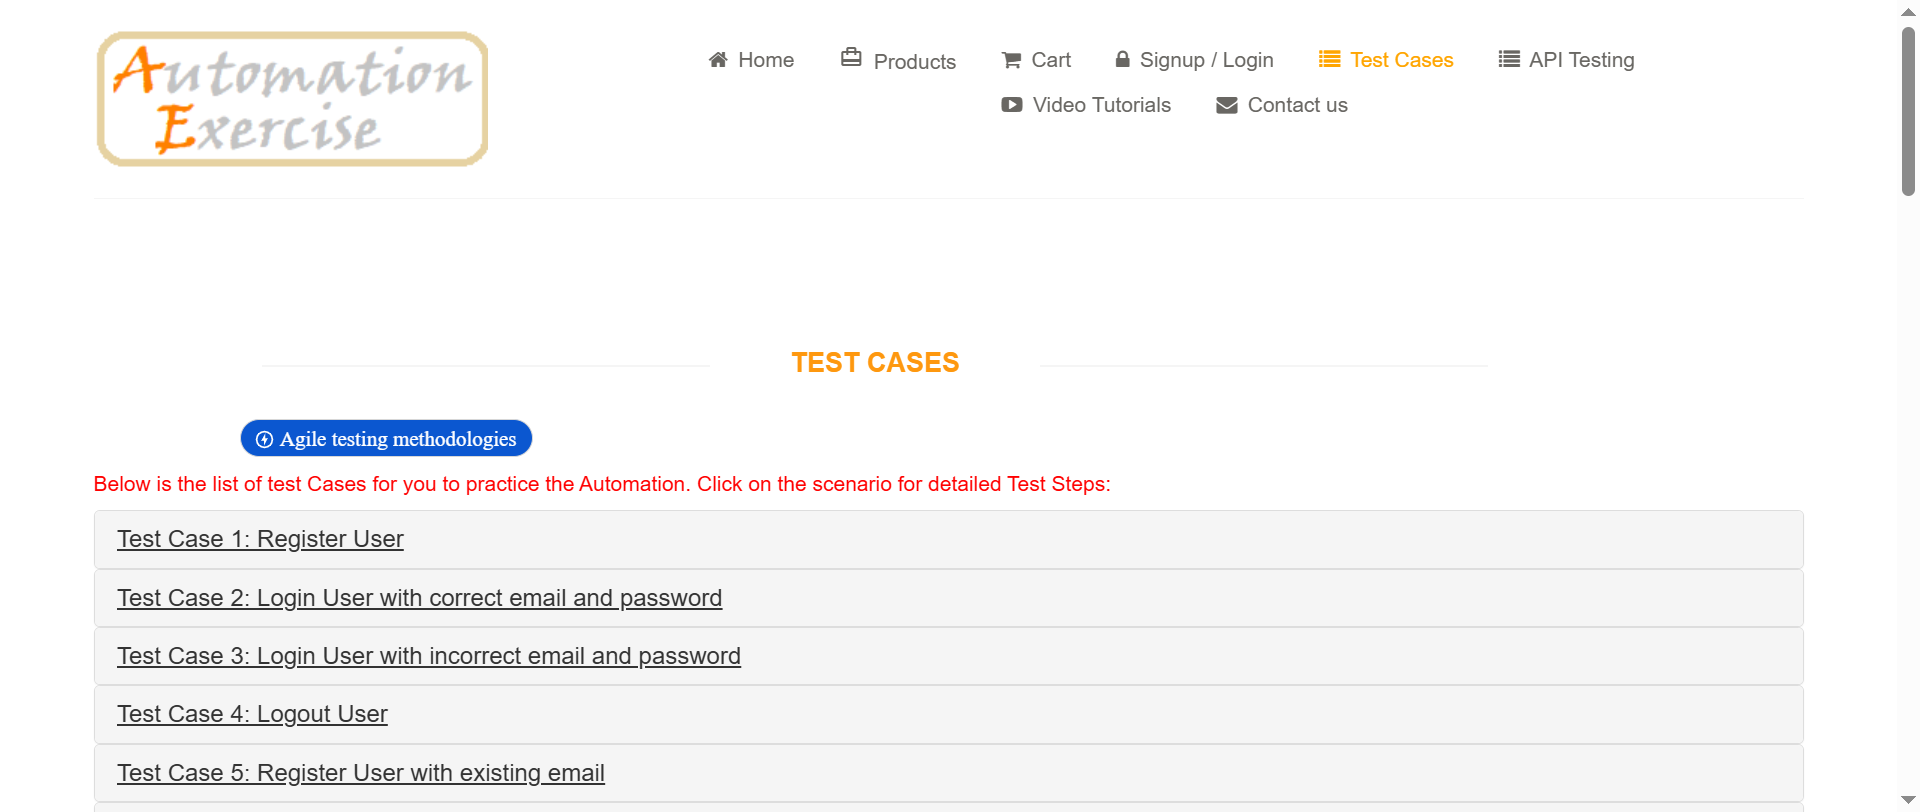 Automation
Exercise
Home
Products
Cart
Signup / Login
Test Cases
API Testing
Video Tutorials
Contact us
TEST CASES
Agile testing methodologies
Below is the list of test Cases for you to practice the Automation. Click on the scenario for detailed Test Steps:
Test Case 1: Register User
Test Case 2: Login User with correct email and password
Test Case 3: Login User with incorrect email and password
Test Case 4: Logout User
Test Case 5: Register User with existing email